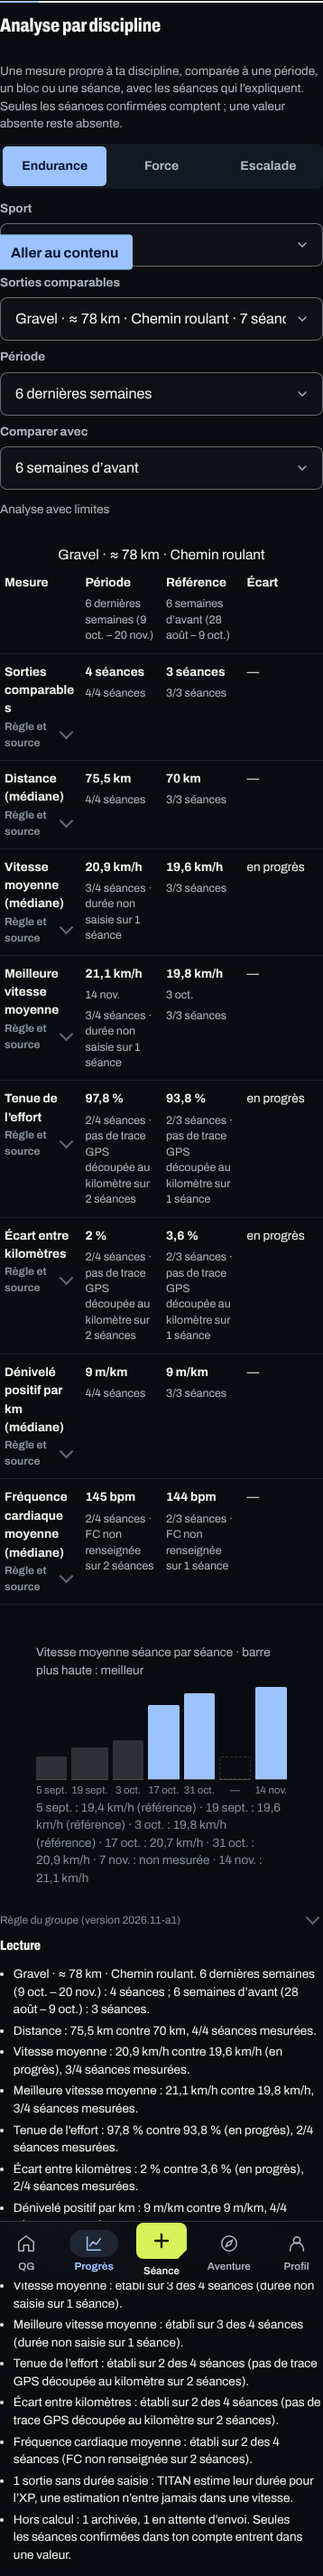 Analyse par discipline
Une mesure propre à ta discipline, comparée à une période,
un bloc ou une séance, avec les séances qui l’expliquent.
Seules les séances confirmées comptent ; une valeur
absente reste absente.
Endurance
Force
Escalade
Sport
Aller au contenu
Sorties comparables
Gravel · ≈ 78 km · Chemin roulant · 7 séanc
Période
6 dernières semaines
Comparer avec
6 semaines d’avant
Analyse avec limites
Gravel · ≈ 78 km · Chemin roulant
Mesure
Période
6 dernières
semaines (9
oct. – 20 nov.)
Référence
6 semaines
d’avant (28
août – 9 oct.)
Écart
Sorties
comparable
s
Règle et
source
4 séances
4/4 séances
3 séances
3/3 séances
—
Distance
(médiane)
Règle et
source
75,5 km
4/4 séances
70 km
3/3 séances
—
Vitesse
moyenne
(médiane)
Règle et
source
20,9 km/h
3/4 séances ·
durée non
saisie sur 1
séance
19,6 km/h
3/3 séances
en progrès
Meilleure
vitesse
moyenne
Règle et
source
21,1 km/h
14 nov.
3/4 séances ·
durée non
saisie sur 1
séance
19,8 km/h
3 oct.
3/3 séances
—
Tenue de
l’effort
Règle et
source
97,8 %
2/4 séances ·
pas de trace
GPS
découpée au
kilomètre sur
2 séances
93,8 %
2/3 séances ·
pas de trace
GPS
découpée au
kilomètre sur
1 séance
en progrès
Écart entre
kilomètres
Règle et
source
2 %
2/4 séances ·
pas de trace
GPS
découpée au
kilomètre sur
2 séances
3,6 %
2/3 séances ·
pas de trace
GPS
découpée au
kilomètre sur
1 séance
en progrès
Dénivelé
positif par
km
(médiane)
Règle et
source
9 m/km
4/4 séances
9 m/km
3/3 séances
—
Fréquence
cardiaque
moyenne
(médiane)
Règle et
source
145 bpm
2/4 séances ·
FC non
renseignée
sur 2 séances
144 bpm
2/3 séances ·
FC non
renseignée
sur 1 séance
—
Vitesse moyenne séance par séance · barre
plus haute : meilleur
5 sept. 19 sept. 3 oct. 17 oct. 31 oct. — 14 nov.
5 sept. : 19,4 km/h (référence) · 19 sept. : 19,6
km/h (référence) · 3 oct. : 19,8 km/h
(référence) · 17 oct. : 20,7 km/h · 31 oct. :
20,9 km/h · 7 nov. : non mesurée · 14 nov. :
21,1 km/h
Règle du groupe (version 2026.11-a1)
Lecture
• Gravel · ≈ 78 km · Chemin roulant. 6 dernières semaines
(9 oct. – 20 nov.) : 4 séances ; 6 semaines d’avant (28
août – 9 oct.) : 3 séances.
• Distance : 75,5 km contre 70 km, 4/4 séances mesurées.
• Vitesse moyenne : 20,9 km/h contre 19,6 km/h (en
progrès), 3/4 séances mesurées.
• Meilleure vitesse moyenne : 21,1 km/h contre 19,8 km/h,
3/4 séances mesurées.
• Tenue de l’effort : 97,8 % contre 93,8 % (en progrès), 2/4
séances mesurées.
• Écart entre kilomètres : 2 % contre 3,6 % (en progrès),
2/4 séances mesurées.
• Dénivelé positif par km : 9 m/km contre 9 m/km, 4/4
QG
Progrès
Séance
Aventure
Profil
• Vitesse moyenne : établi sur 3 des 4 séances (durée non
saisie sur 1 séance).
• Meilleure vitesse moyenne : établi sur 3 des 4 séances
(durée non saisie sur 1 séance).
• Tenue de l’effort : établi sur 2 des 4 séances (pas de trace
GPS découpée au kilomètre sur 2 séances).
• Écart entre kilomètres : établi sur 2 des 4 séances (pas de
trace GPS découpée au kilomètre sur 2 séances).
• Fréquence cardiaque moyenne : établi sur 2 des 4
séances (FC non renseignée sur 2 séances).
• 1 sortie sans durée saisie : TITAN estime leur durée pour
l’XP, une estimation n’entre jamais dans une vitesse.
• Hors calcul : 1 archivée, 1 en attente d’envoi. Seules
les séances confirmées dans ton compte entrent dans
une valeur.